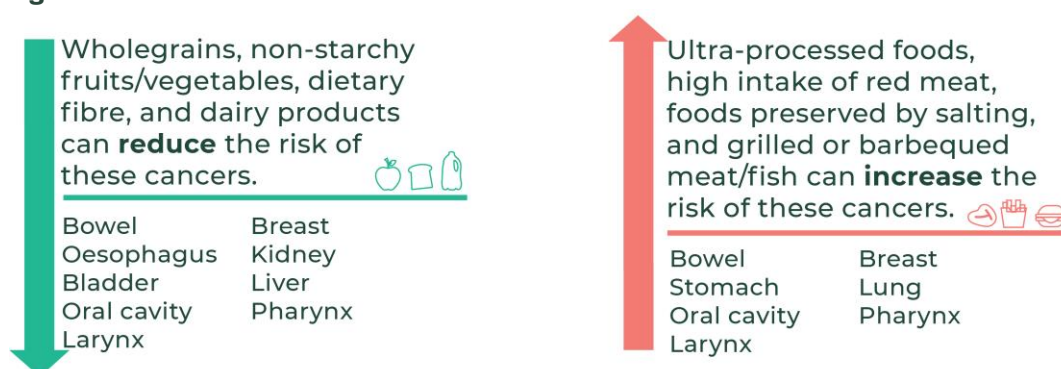 Wholegrains, non-starchy
fruits/vegetables, dietary
fibre, and dairy products
can reduce the risk of
these cancers.
Bowel
Oesophagus
Bladder
Oral cavity
Larynx
Breast
Kidney
Liver
Pharynx
Ultra-processed foods,
high intake of red meat,
foods preserved by salting,
and grilled or barbequed
meat/fish can increase the
risk of these cancers.
Bowel
Stomach
Oral cavity
Larynx
Breast
Lung
Pharynx